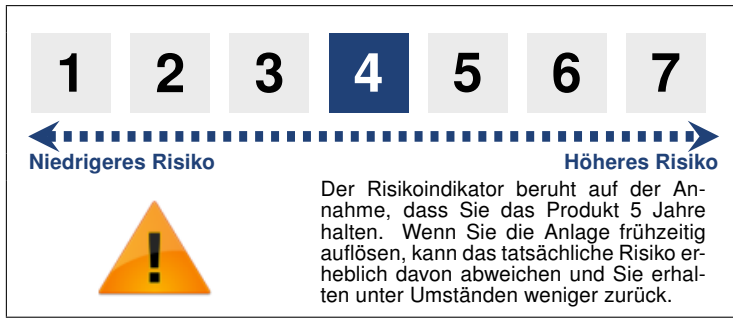 1 2 3 4 5 6 7
Niedrigeres Risiko Höheres Risiko
!
Der Risikoindikator beruht auf der An-
nahme, dass Sie das Produkt 5 Jahre
halten. Wenn Sie die Anlage frühzeitig
auflösen, kann das tatsächliche Risiko er-
heblich davon abweichen und Sie erhal-
ten unter Umständen weniger zurück.